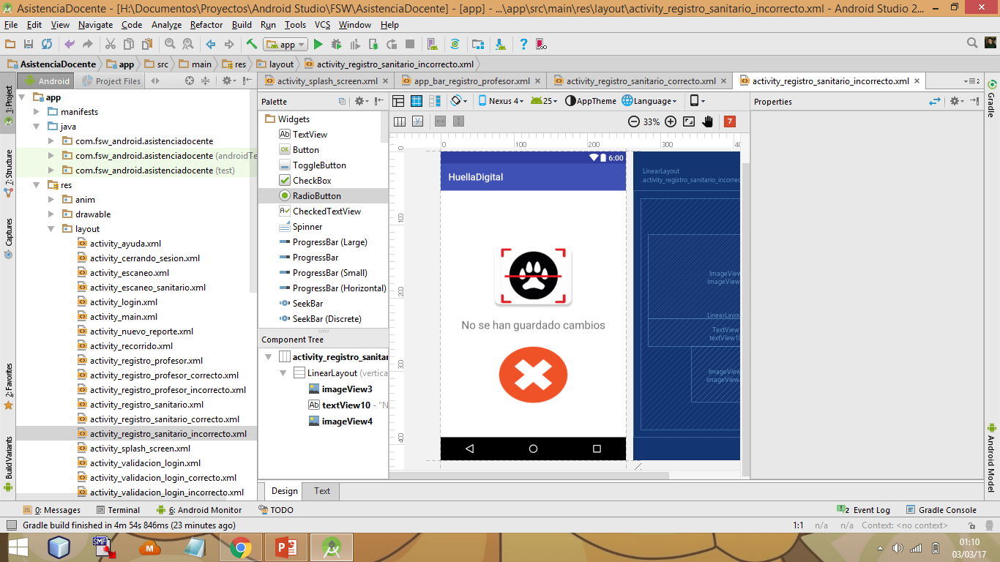 AsistenciaDocente - [H:\Documentos\Proyectos\Android Studio\FSW\AsistenciaDocente] - [app] - ...\app\src\main\res\layout\activity_registro_sanitario_incorrecto.xml - Android Studio 2...
File Edit View Navigate Code Analyze Refactor Build Run Tools VCS Window Help
app
AsistenciaDocente app src main res layout activity_registro_sanitario_incorrecto.xml
Android Project Files
activity_splash_screen.xml app_bar_registro_profesor.xml activity_registro_sanitario_correcto.xml activity_registro_sanitario_incorrecto.xml 2
1: Project
7: Structure
Captures
2: Favorites
Build Variants
app
manifests
java
com.fsw_android.asistenciadocente
com.fsw_android.asistenciadocente (androidTe
com.fsw_android.asistenciadocente (test)
res
anim
drawable
layout
activity_ayuda.xml
activity_cerrando_sesion.xml
activity_escaneo.xml
activity_escaneo_sanitario.xml
activity_login.xml
activity_main.xml
activity_nuevo_reporte.xml
activity_recorrido.xml
activity_registro_profesor.xml
activity_registro_profesor_correcto.xml
activity_registro_profesor_incorrecto.xml
activity_registro_sanitario.xml
activity_registro_sanitario_correcto.xml
activity_registro_sanitario_incorrecto.xml
activity_splash_screen.xml
activity_validacion_login.xml
activity_validacion_login_correcto.xml
activity_validacion_login_incorrecto.xml
Palette
Widgets
Ab TextView
OK Button
ToggleButton
CheckBox
RadioButton
CheckedTextView
Spinner
ProgressBar (Large)
ProgressBar
ProgressBar (Small)
ProgressBar (Horizontal)
SeekBar
SeekBar (Discrete)
Component Tree
activity_registro_sanitar
LinearLayout (vertica
imageView3
Ab textView10 - "N
imageView4
Nexus 4 25 AppTheme Language
33% 7
0 100 200 300 40
0
100
200
300
400
6:00
HuellaDigital
No se han guardado cambios
LinearLayout
activity_registro_sanitario_incorrec
ImageView
imageView
LinearLayou
TextView
textView10
ImageView
imageView
Properties
Gradle
Android Model
Design Text
0: Messages Terminal 6: Android Monitor TODO 2 Event Log Gradle Console
Gradle build finished in 4m 54s 846ms (23 minutes ago) 1:1 n/a n/a Context: <no context>
SMF
01:10
03/03/17